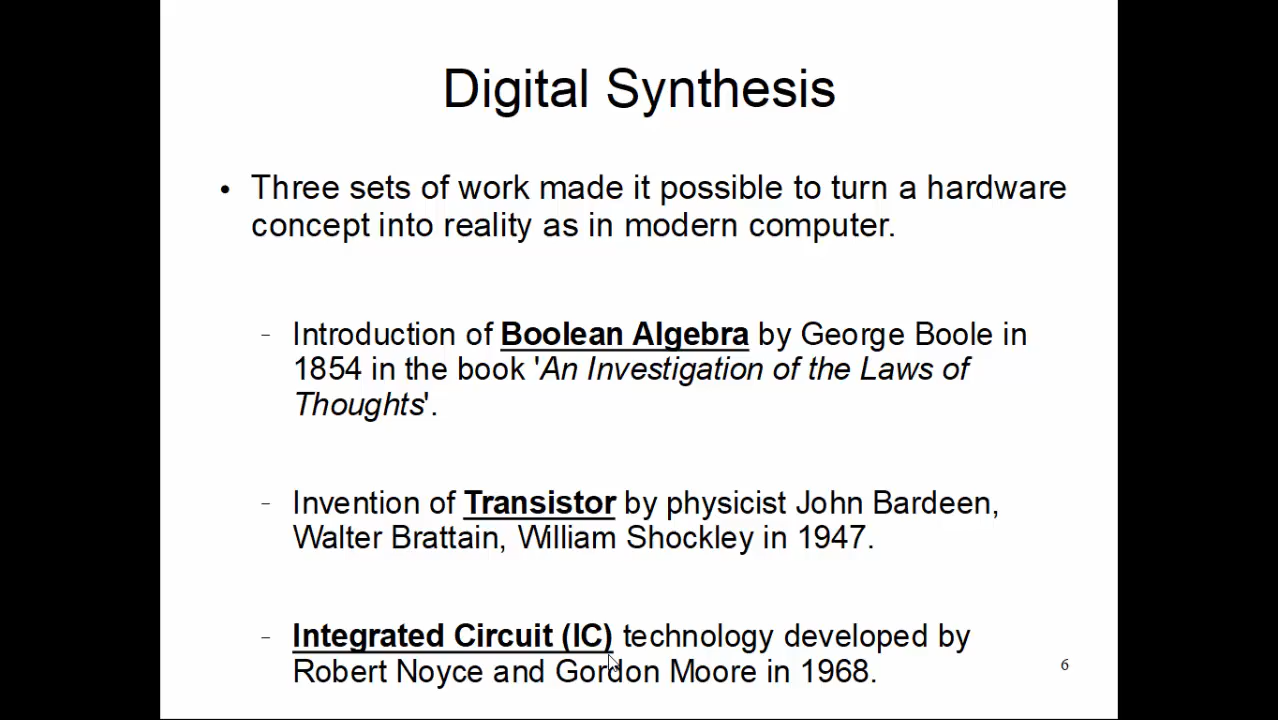 Digital Synthesis
• Three sets of work made it possible to turn a hardware
concept into reality as in modern computer.
– Introduction of Boolean Algebra by George Boole in
1854 in the book 'An Investigation of the Laws of
Thoughts'.
– Invention of Transistor by physicist John Bardeen,
Walter Brattain, William Shockley in 1947.
– Integrated Circuit (IC) technology developed by
Robert Noyce and Gordon Moore in 1968.
6